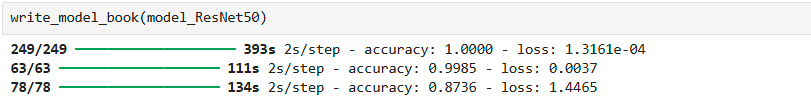 write_model_book(model_ResNet50)
249/249 ━━━━━━━━━━━━━━━━━━━━ 393s 2s/step - accuracy: 1.0000 - loss: 1.3161e-04
63/63 ━━━━━━━━━━━━━━━━━━━━ 111s 2s/step - accuracy: 0.9985 - loss: 0.0037
78/78 ━━━━━━━━━━━━━━━━━━━━ 134s 2s/step - accuracy: 0.8736 - loss: 1.4465